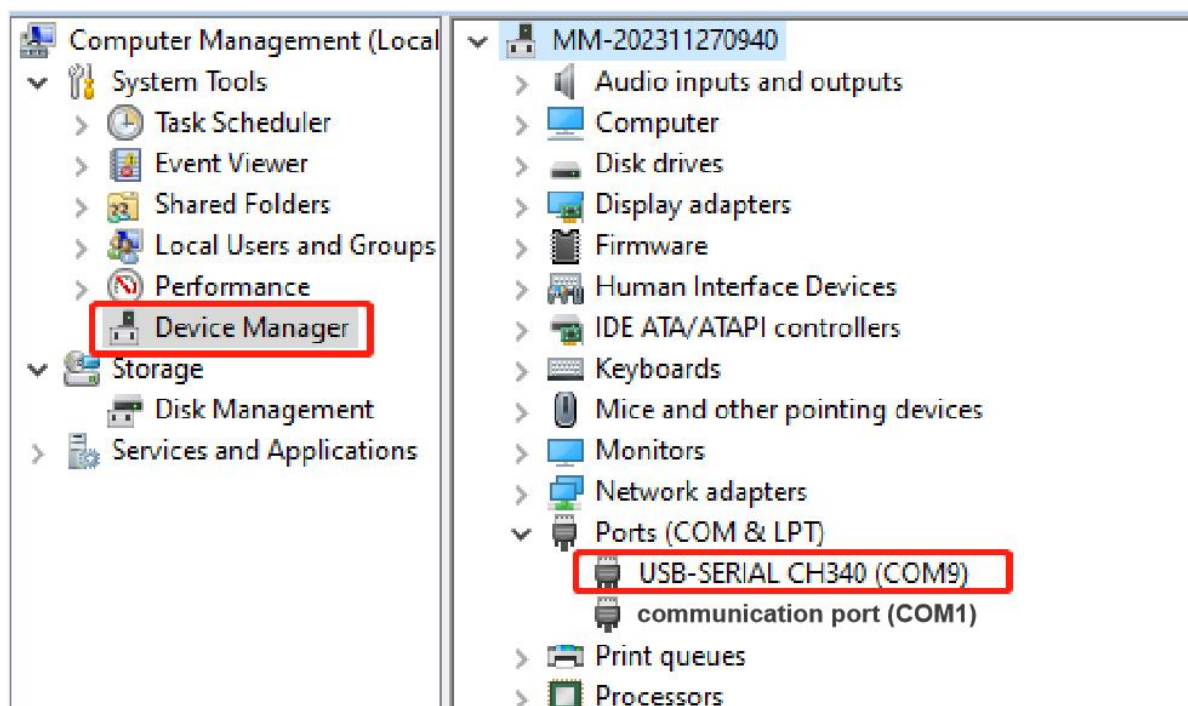 Computer Management (Local
System Tools
Task Scheduler
Event Viewer
Shared Folders
Local Users and Groups
Performance
Device Manager
Storage
Disk Management
Services and Applications
MM-202311270940
Audio inputs and outputs
Computer
Disk drives
Display adapters
Firmware
Human Interface Devices
IDE ATA/ATAPI controllers
Keyboards
Mice and other pointing devices
Monitors
Network adapters
Ports (COM & LPT)
USB-SERIAL CH340 (COM9)
communication port (COM1)
Print queues
Processors